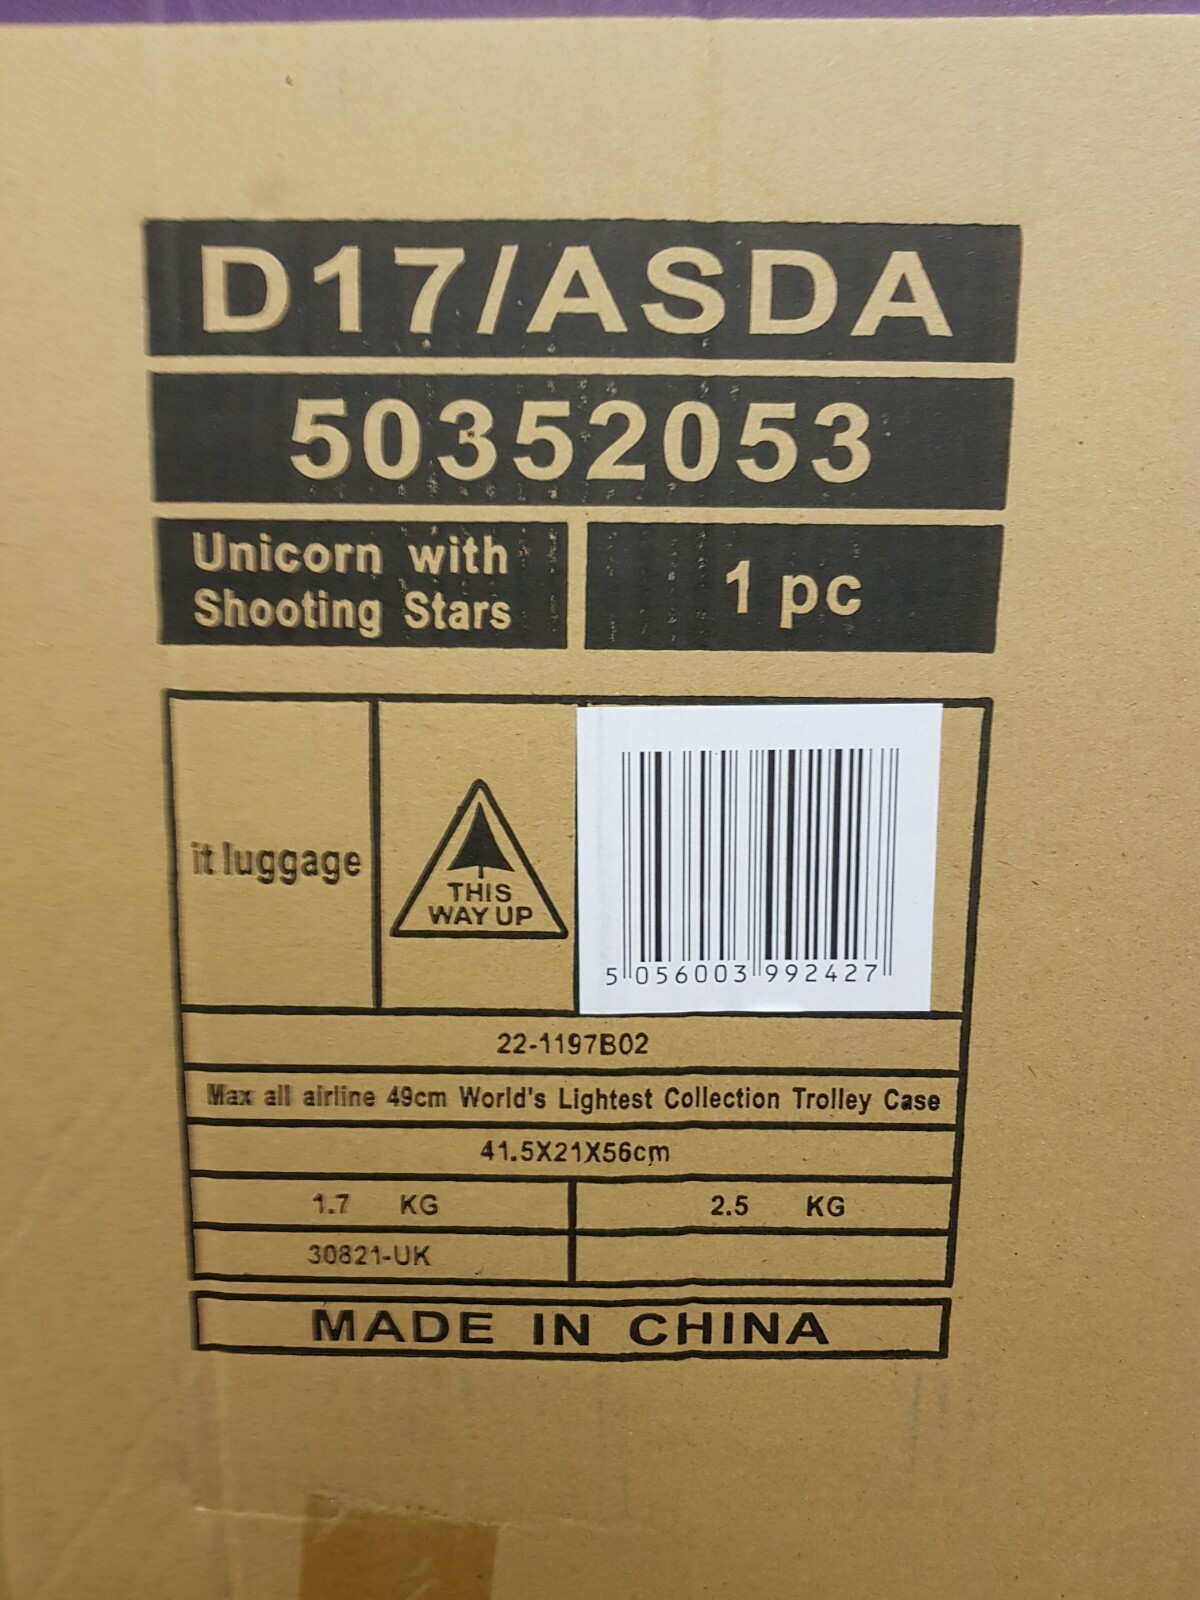 D17/ASDA
50352053
Unicorn with
Shooting Stars
1 pc
it luggage
THIS
WAY UP
5 056003 992427
22-1197B02
Max all airline 49cm World's Lightest Collection Trolley Case
41.5X21X56cm
1.7 KG
2.5 KG
30821-UK
MADE IN CHINA